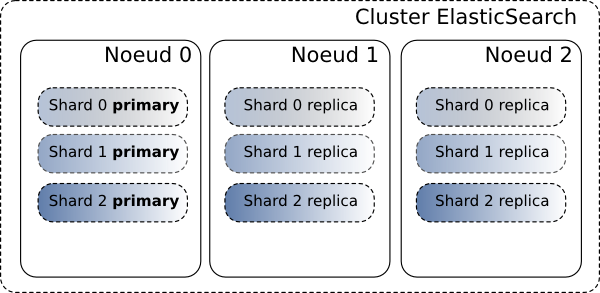 Cluster ElasticSearch
Noeud 0
Shard 0 primary
Shard 1 primary
Shard 2 primary
Noeud 1
Shard 0 replica
Shard 1 replica
Shard 2 replica
Noeud 2
Shard 0 replica
Shard 1 replica
Shard 2 replica